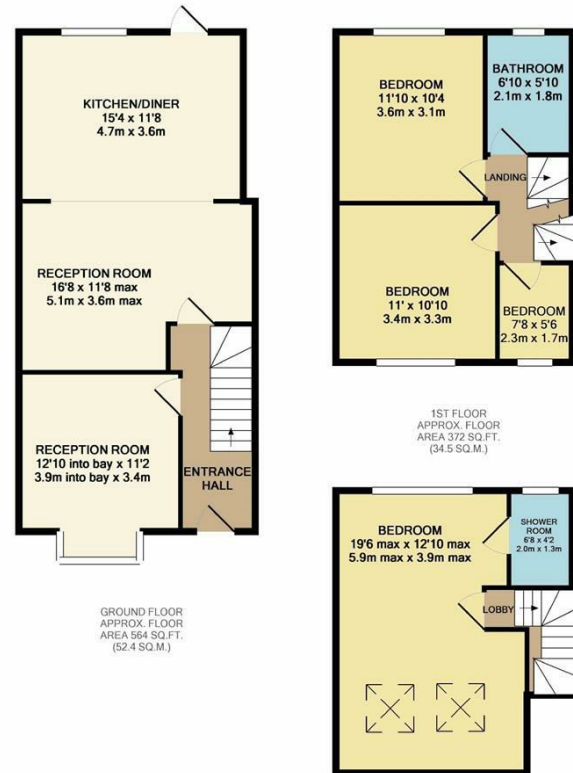 KITCHEN/DINER
15'4 x 11'8
4.7m x 3.6m
RECEPTION ROOM
16'8 x 11'8 max
5.1m x 3.6m max
RECEPTION ROOM
12'10 into bay x 11'2
3.9m into bay x 3.4m
ENTRANCE
HALL
GROUND FLOOR
APPROX. FLOOR
AREA 564 SQ.FT.
(52.4 SQ.M.)
BEDROOM
11'10 x 10'4
3.6m x 3.1m
BATHROOM
6'10 x 5'10
2.1m x 1.8m
LANDING
BEDROOM
11' x 10'10
3.4m x 3.3m
BEDROOM
7'8 x 5'6
2.3m x 1.7m
1ST FLOOR
APPROX. FLOOR
AREA 372 SQ.FT.
(34.5 SQ.M.)
BEDROOM
19'6 max x 12'10 max
5.9m max x 3.9m max
SHOWER
ROOM
6'8 x 4'2
2.0m x 1.3m
LOBBY